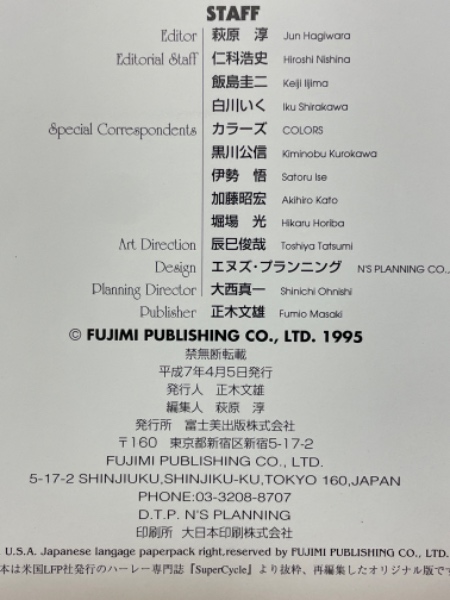 STAFF
Editor 萩原 淳 Jun Hagiwara
Editorial Staff 仁科浩史 Hiroshi Nishina
飯島圭二 Keiji Iijima
白川いく Iku Shirakawa
Special Correspondents カラーズ COLORS
黒川公信 Kiminobu Kurokawa
伊勢 悟 Satoru Ise
加藤昭宏 Akihiro Kato
堀場 光 Hikaru Horiba
Art Direction 辰巳俊哉 Toshiya Tatsumi
Design エヌズ・プランニング N'S PLANNING CO.,
Planning Director 大西真一 Shinichi Ohnishi
Publisher 正木文雄 Fumio Masaki
© FUJIMI PUBLISHING CO., LTD. 1995
禁無断転載
平成7年4月5日発行
発行人 正木文雄
編集人 萩原 淳
発行所 富士美出版株式会社
〒160 東京都新宿区新宿5-17-2
FUJIMI PUBLISHING CO., LTD.
5-17-2 SHINJIUKU,SHINJIKU-KU,TOKYO 160,JAPAN
PHONE:03-3208-8707
D.T.P. N'S PLANNING
印刷所 大日本印刷株式会社
U.S.A. Japanese langage paperpack right.reserved by FUJIMI PUBLISHING CO., LTD.
本は米国LFP社発行のハーレー専門誌『SuperCycle』より抜粋、再編集したオリジナル版です